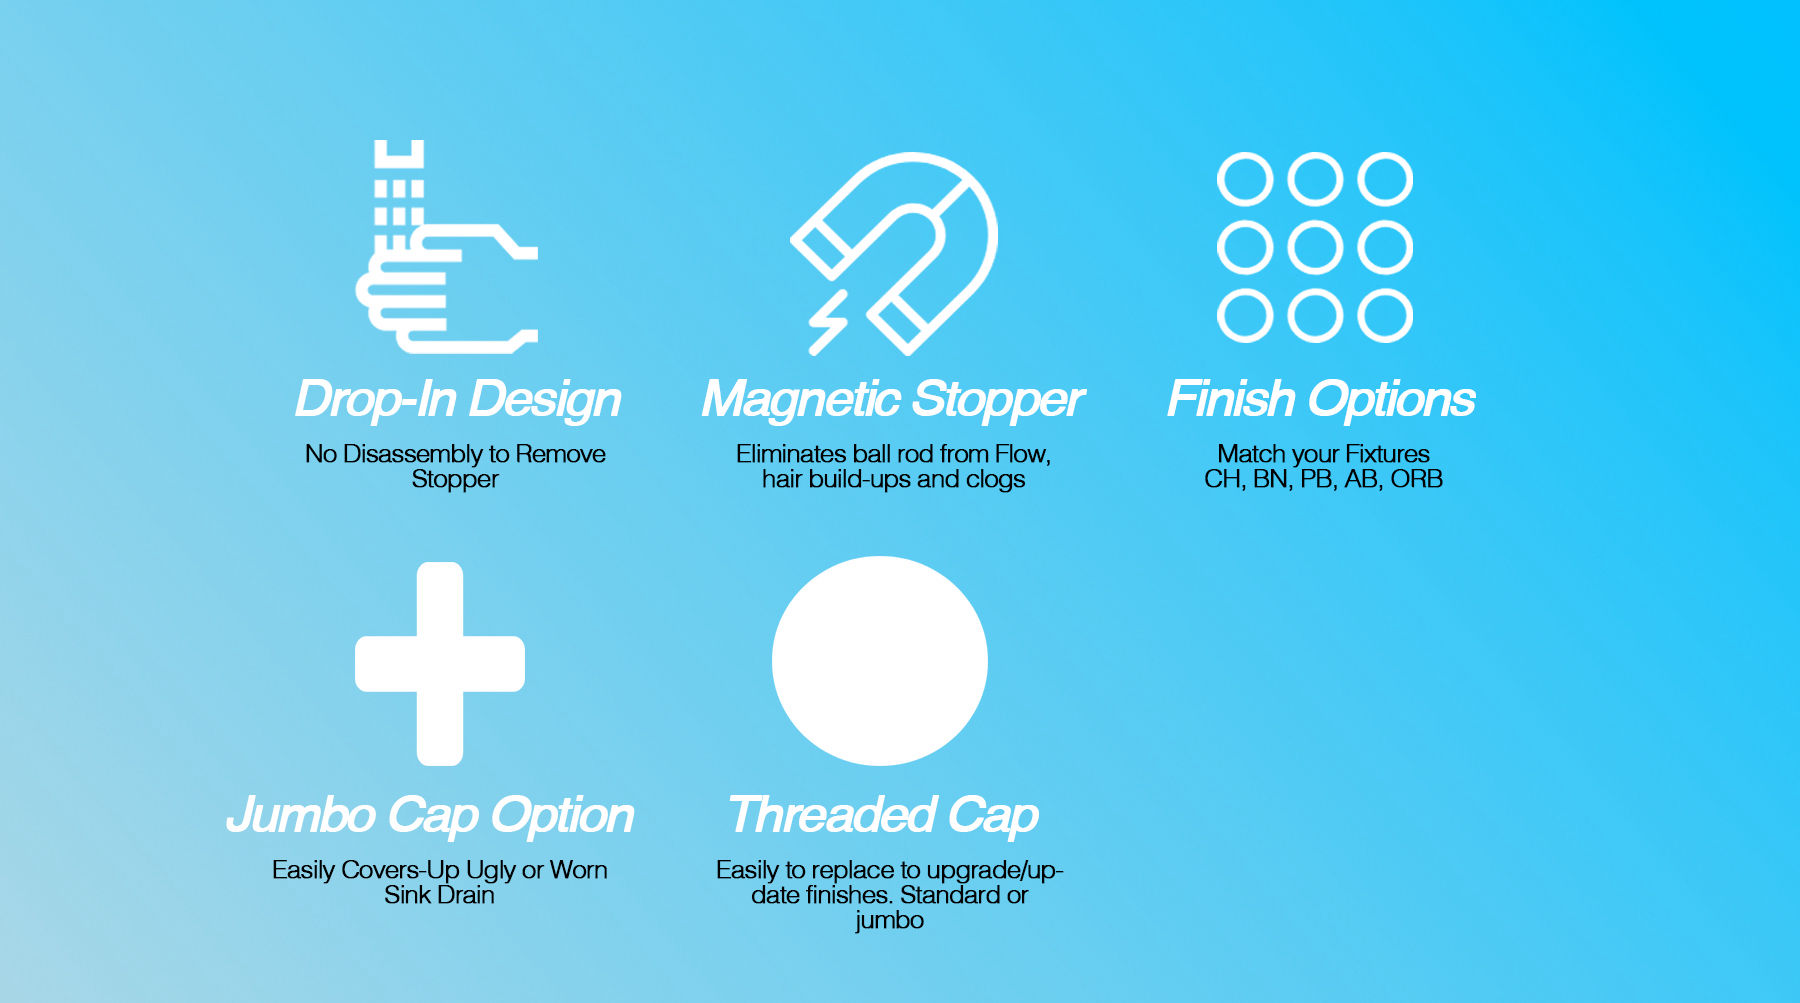 Drop-In Design
No Disassembly to Remove
Stopper
Magnetic Stopper
Eliminates ball rod from Flow,
hair build-ups and clogs
Finish Options
Match your Fixtures
CH, BN, PB, AB, ORB
Jumbo Cap Option
Easily Covers-Up Ugly or Worn
Sink Drain
Threaded Cap
Easily to replace to upgrade/up-
date finishes. Standard or
jumbo